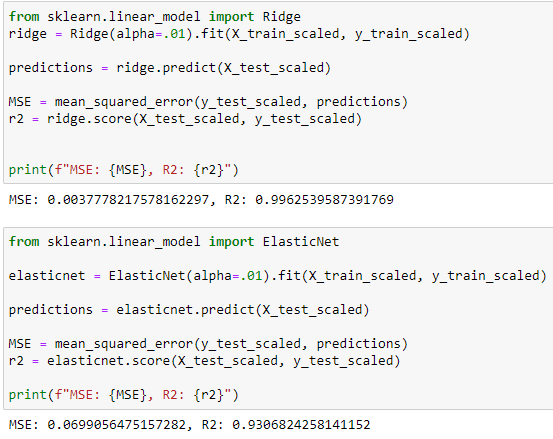 from sklearn.linear_model import Ridge
ridge = Ridge(alpha=.01).fit(X_train_scaled, y_train_scaled)
predictions = ridge.predict(X_test_scaled)
MSE = mean_squared_error(y_test_scaled, predictions)
r2 = ridge.score(X_test_scaled, y_test_scaled)
print(f"MSE: {MSE}, R2: {r2}")
MSE: 0.0037778217578162297, R2: 0.9962539587391769
from sklearn.linear_model import ElasticNet
elasticnet = ElasticNet(alpha=.01).fit(X_train_scaled, y_train_scaled)
predictions = elasticnet.predict(X_test_scaled)
MSE = mean_squared_error(y_test_scaled, predictions)
r2 = elasticnet.score(X_test_scaled, y_test_scaled)
print(f"MSE: {MSE}, R2: {r2}")
MSE: 0.0699056475157282, R2: 0.9306824258141152